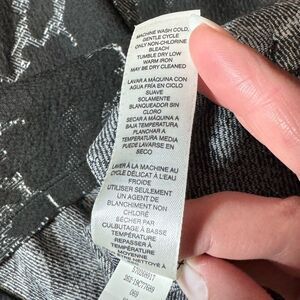 MACHINE WASH COLD,
GENTLE CYCLE
ONLY NON-CHLORINE
BLEACH
TUMBLE DRY LOW
WARM IRON
MAY BE DRY CLEANED
LAVAR A MÁQUINA CON
AGUA FRÍA EN CICLO
SUAVE
SOLAMENTE
BLANQUEADOR SIN
CLORO
SECAR A MÁQUINA A
BAJA TEMPERATURA
PLANCHAR A
TEMPERATURA MEDIA
PUEDE LAVARSE EN
SECO
LAVER À LA MACHINE AU
CYCLE DÉLICAT À L'EAU
FROIDE
UTILISER SEULEMENT
UN AGENT DE
BLANCHIMENT NON
CHLORÉ
SÉCHER PAR
CULBUTAGE À BASSE
TEMPÉRATURE
REPASSER À
TEMPÉRATURE
MOYENNE
ÊTRE NETTOYÉ À
069